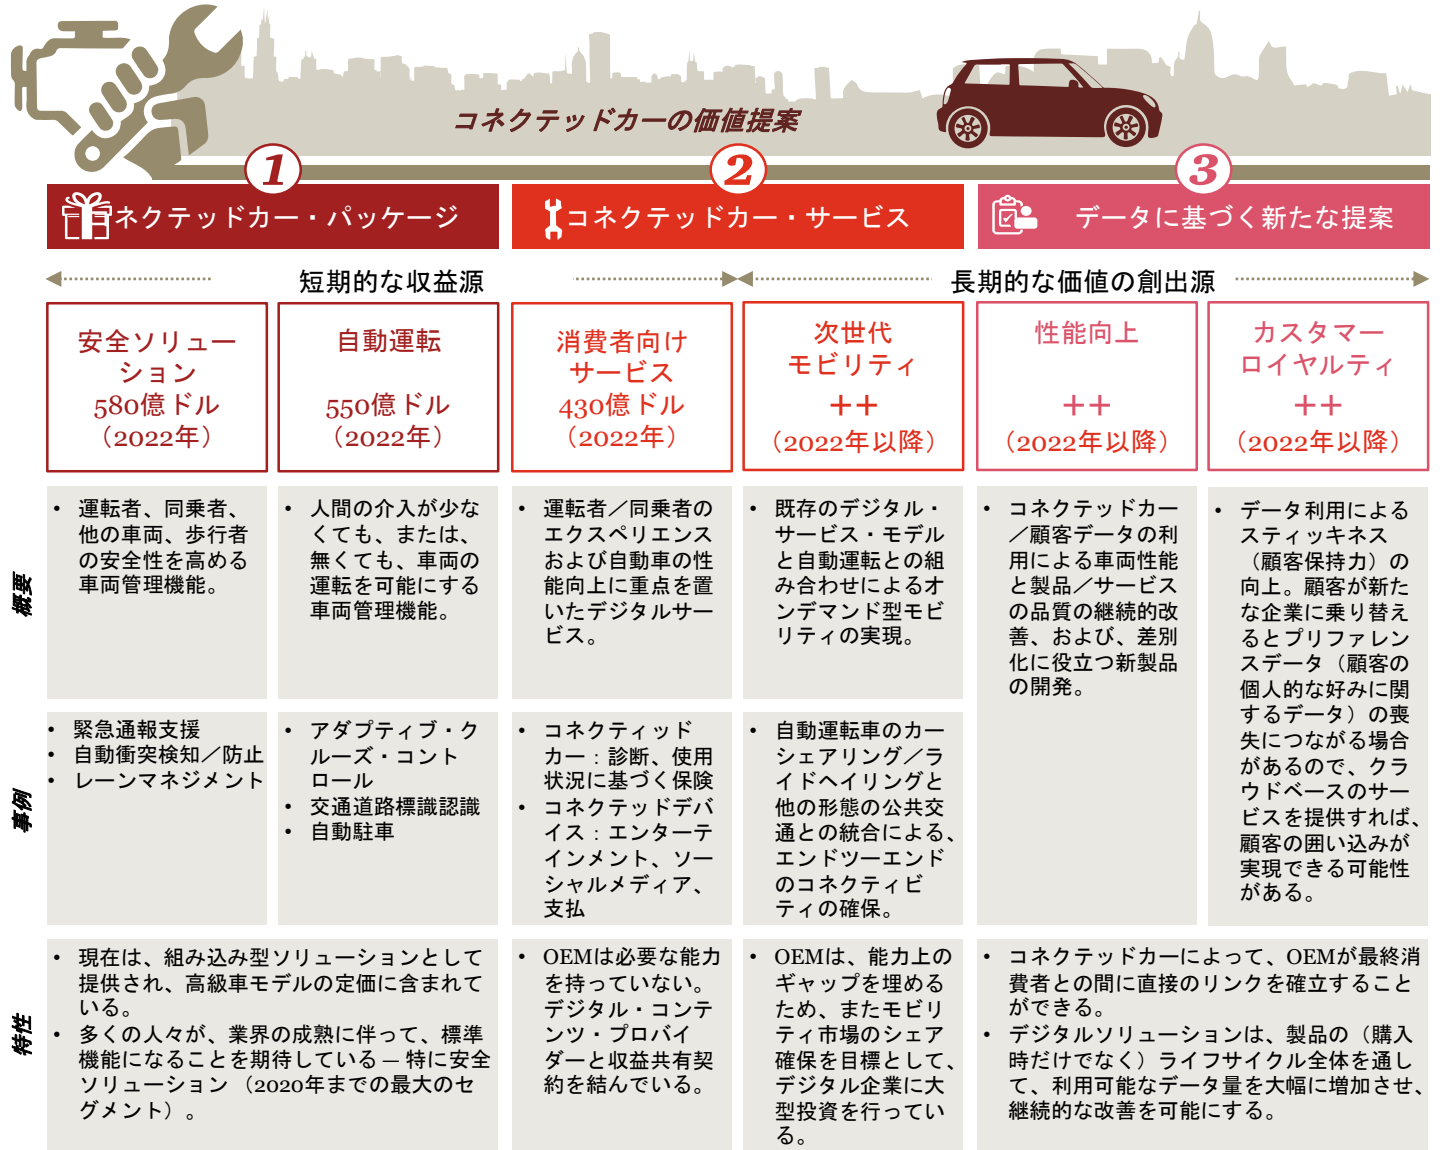 コネクテッドカーの価値提案
1
2
3
コネクテッドカー・パッケージ
コネクテッドカー・サービス
データに基づく新たな提案
短期的な収益源
長期的な価値の創出源
安全ソリュー
ション
580億ドル
（2022年）
自動運転
550億ドル
（2022年）
消費者向け
サービス
430億ドル
（2022年）
次世代
モビリティ
++
（2022年以降）
性能向上
++
（2022年以降）
カスタマー
ロイヤルティ
++
（2022年以降）
概要
• 運転者、同乗者、
他の車両、歩行者
の安全性を高める
車両管理機能。
• 人間の介入が少な
くても、または、
無くても、車両の
運転を可能にする
車両管理機能。
• 運転者／同乗者の
エクスペリエンス
および自動車の性
能向上に重点を置
いたデジタルサー
ビス。
• 既存のデジタル・
サービス・モデル
と自動運転との組
み合わせによるオ
ンデマンド型モビ
リティの実現。
• コネクテッドカー
／顧客データの利
用による車両性能
と製品／サービス
の品質の継続的改
善、および、差別
化に役立つ新製品
の開発。
• データ利用による
スティッキネス
（顧客保持力）の
向上。顧客が新た
な企業に乗り替え
るとプリファレン
スデータ（顧客の
個人的な好みに関
するデータ）の喪
失につながる場合
があるので、クラ
ウドベースのサー
ビスを提供すれば、
顧客の囲い込みが
実現できる可能性
がある。
事例
• 緊急通報支援
• 自動衝突検知／防止
• レーンマネジメント
• アダプティブ・ク
ルーズ・コント
ロール
• 交通道路標識認識
• 自動駐車
• コネクティッド
カー：診断、使用
状況に基づく保険
• コネクテッドデバ
イス：エンターテ
インメント、ソー
シャルメディア、
支払
• 自動運転車のカー
シェアリング／ラ
イドヘイリングと
他の形態の公共交
通との統合による、
エンドツーエンド
のコネクティビ
ティの確保。
特性
• 現在は、組み込み型ソリューションとして
提供され、高級車モデルの定価に含まれて
いる。
• 多くの人々が、業界の成熟に伴って、標準
機能になることを期待している – 特に安全
ソリューション （2020年までの最大のセ
グメント）。
• OEMは必要な能力
を持っていない。
デジタル・コンテ
ンツ・プロバイ
ダーと収益共有契
約を結んでいる。
• OEMは、能力上の
ギャップを埋める
ため、またモビリ
ティ市場のシェア
確保を目標として、
デジタル企業に大
型投資を行ってい
る。
• コネクテッドカーによって、OEMが最終消
費者との間に直接のリンクを確立すること
ができる。
• デジタルソリューションは、製品の（購入
時だけでなく）ライフサイクル全体を通し
て、利用可能なデータ量を大幅に増加させ、
継続的な改善を可能にする。